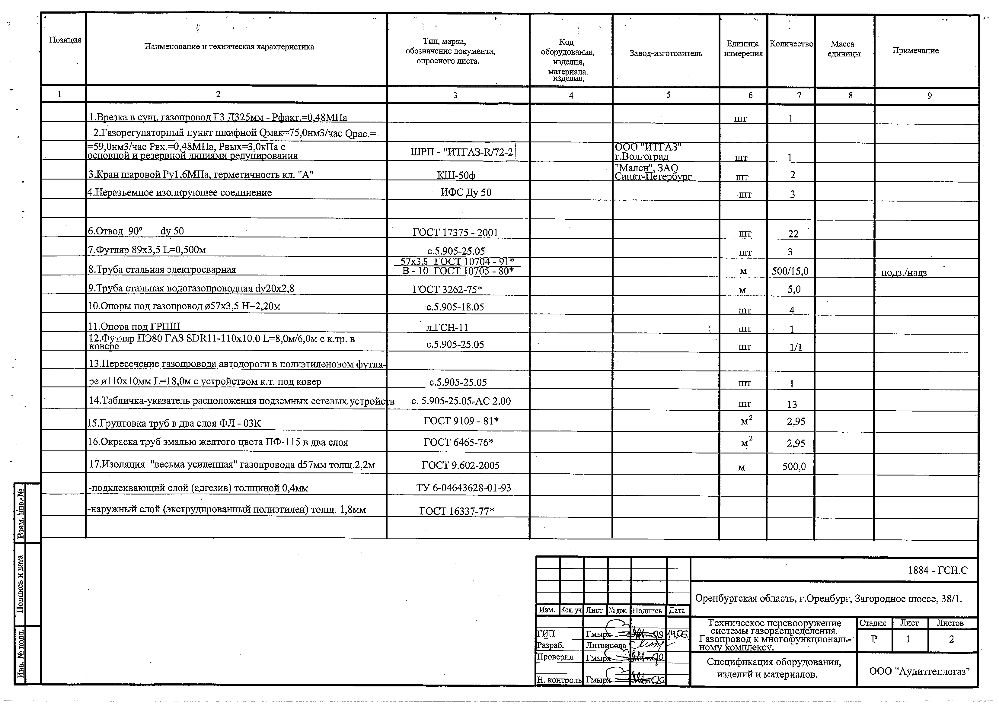 Позиция
Наименование и техническая характеристика
Тип, марка,
обозначение документа,
опросного листа.
Код
оборудования,
изделия,
материала.
изделия,
Завод-изготовитель
Единица
измерения
Количество
Масса
единицы
Примечание
1 2 3 4 5 6 7 8 9
1.Врезка в сущ. газопровод ГЗ Д325мм - Рфакт.=0,48МПа шт 1
2.Газорегуляторный пункт шкафной Qмак=75,0нм3/час Qрас.=
=59,0нм3/час Рвх.=0,48МПа, Рвых=3,0кПа с
основной и резервной линиями редуцирования
ШРП - "ИТГАЗ-R/72-2
ООО "ИТГАЗ"
г.Волгоград
шт 1
3.Кран шаровой Ру1,6МПа, герметичность кл. "А" КШ-50ф
"Мален", ЗАО
Санкт-Петербург
шт 2
4.Неразъемное изолирующее соединение ИФС Ду 50 шт 3
6.Отвод 90° dу 50 ГОСТ 17375 - 2001 шт 22
7.Футляр 89х3,5 L=0,500м с.5.905-25.05 шт 3
8.Труба стальная электросварная
57х3,5 ГОСТ 10704 - 91*
В - 10 ГОСТ 10705 - 80*
м 500/15,0 подз./надз
9.Труба стальная водогазопроводная dу20х2,8 ГОСТ 3262-75* м 5,0
10.Опоры под газопровод ø57х3,5 Н=2,20м с.5.905-18.05 шт 4
11.Опора под ГРПШ л.ГСН-11 шт 1
12.Футляр ПЭ80 ГАЗ SDR11-110х10.0 L=8,0м/6,0м с к.тр. в
ковере
с.5.905-25.05 шт 1/1
13.Пересечение газопровода автодороги в полиэтиленовом футля-
ре ø110х10мм L=18,0м с устройством к.т. под ковер с.5.905-25.05 шт 1
14.Табличка-указатель расположения подземных сетевых устройств с. 5.905-25.05-АС 2.00 шт 13
15.Грунтовка труб в два слоя ФЛ - 03К ГОСТ 9109 - 81* м² 2,95
16.Окраска труб эмалью желтого цвета ПФ-115 в два слоя ГОСТ 6465-76* м² 2,95
17.Изоляция "весьма усиленная" газопровода d57мм толщ.2,2м ГОСТ 9.602-2005 м 500,0
-подклеивающий слой (адгезив) толщиной 0,4мм ТУ 6-04643628-01-93
-наружный слой (экструдированный полиэтилен) толщ. 1,8мм ГОСТ 16337-77*
Взам. инв.№
Подпись и дата
Инв. № подл.
1884 - ГСН.С
Оренбургская область, г.Оренбург, Загородное шоссе, 38/1.
Изм. Кол. уч. Лист № док. Подпись Дата
ГИП Гмыря 14.06
Разраб. Литвинова
Проверил Гмыря
Н. контроль Гмыря
Техническое перевооружение
системы газораспределения.
Газопровод к многофункциональ-
ному комплексу.
Стадия Лист Листов
Р 1 2
Спецификация оборудования,
изделий и материалов.
ООО "Аудиттеплогаз"